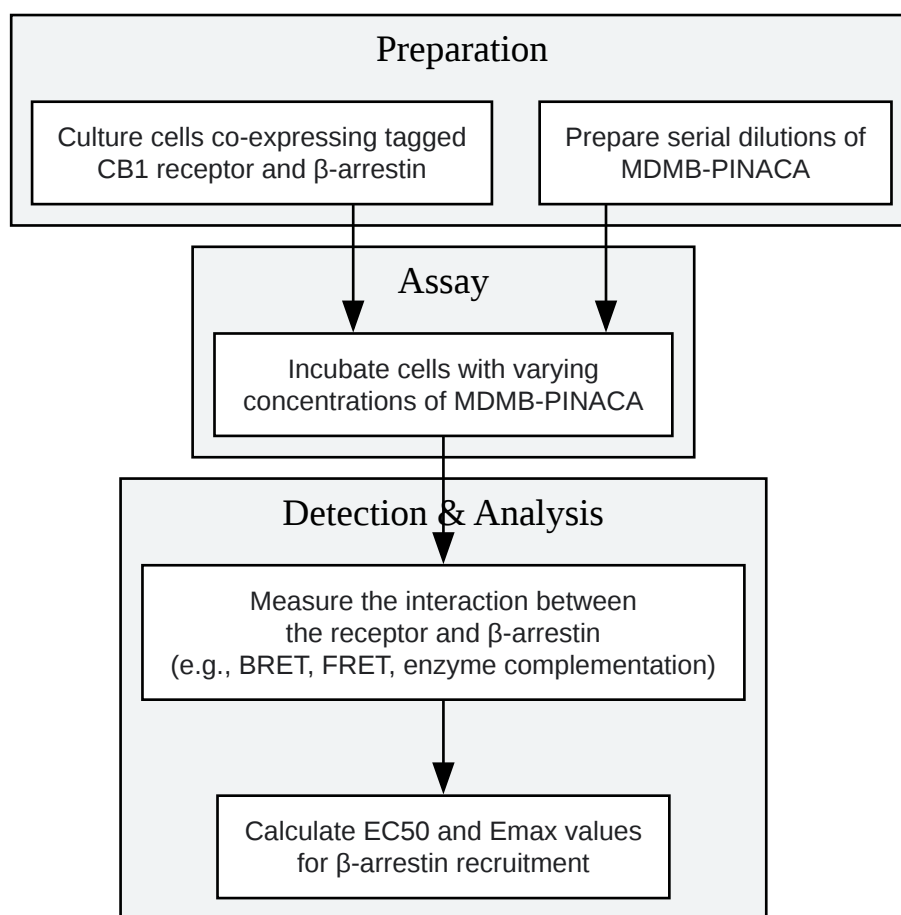 Preparation
Culture cells co-expressing tagged
CB1 receptor and β-arrestin
Prepare serial dilutions of
MDMB-PINACA
Assay
Incubate cells with varying
concentrations of MDMB-PINACA
Detection & Analysis
Measure the interaction between
the receptor and β-arrestin
(e.g., BRET, FRET, enzyme complementation)
Calculate EC50 and Emax values
for β-arrestin recruitment